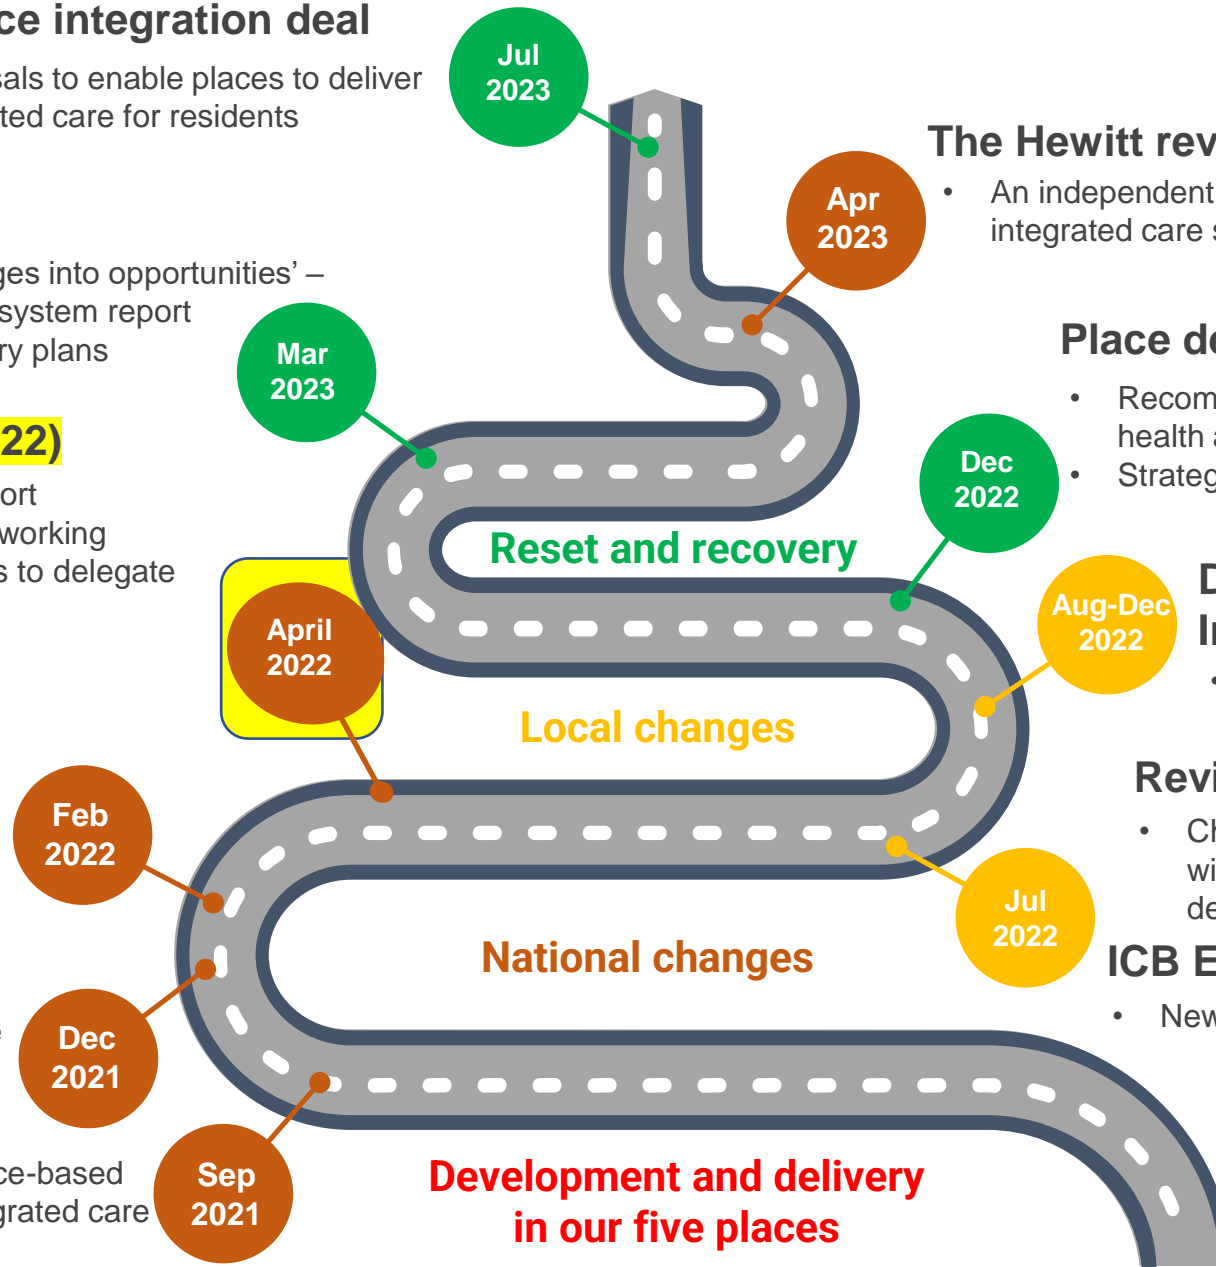 ce integration deal
sals to enable places to deliver
ted care for residents
Jul
2023
The Hewitt rev
• An independent
integrated care s
Apr
2023
ges into opportunities’ –
system report
ry plans
Mar
2023
Place de
• Recom
health a
• Strateg
22)
ort
working
s to delegate
Dec
2022
Reset and recovery
April
2022
Aug-Dec
2022
D
In
•
Local changes
Feb
2022
Revi
• Ch
wi
de
Jul
2022
National changes
ICB E
• New
e
Dec
2021
ce-based
grated care
Sep
2021
Development and delivery
in our five places